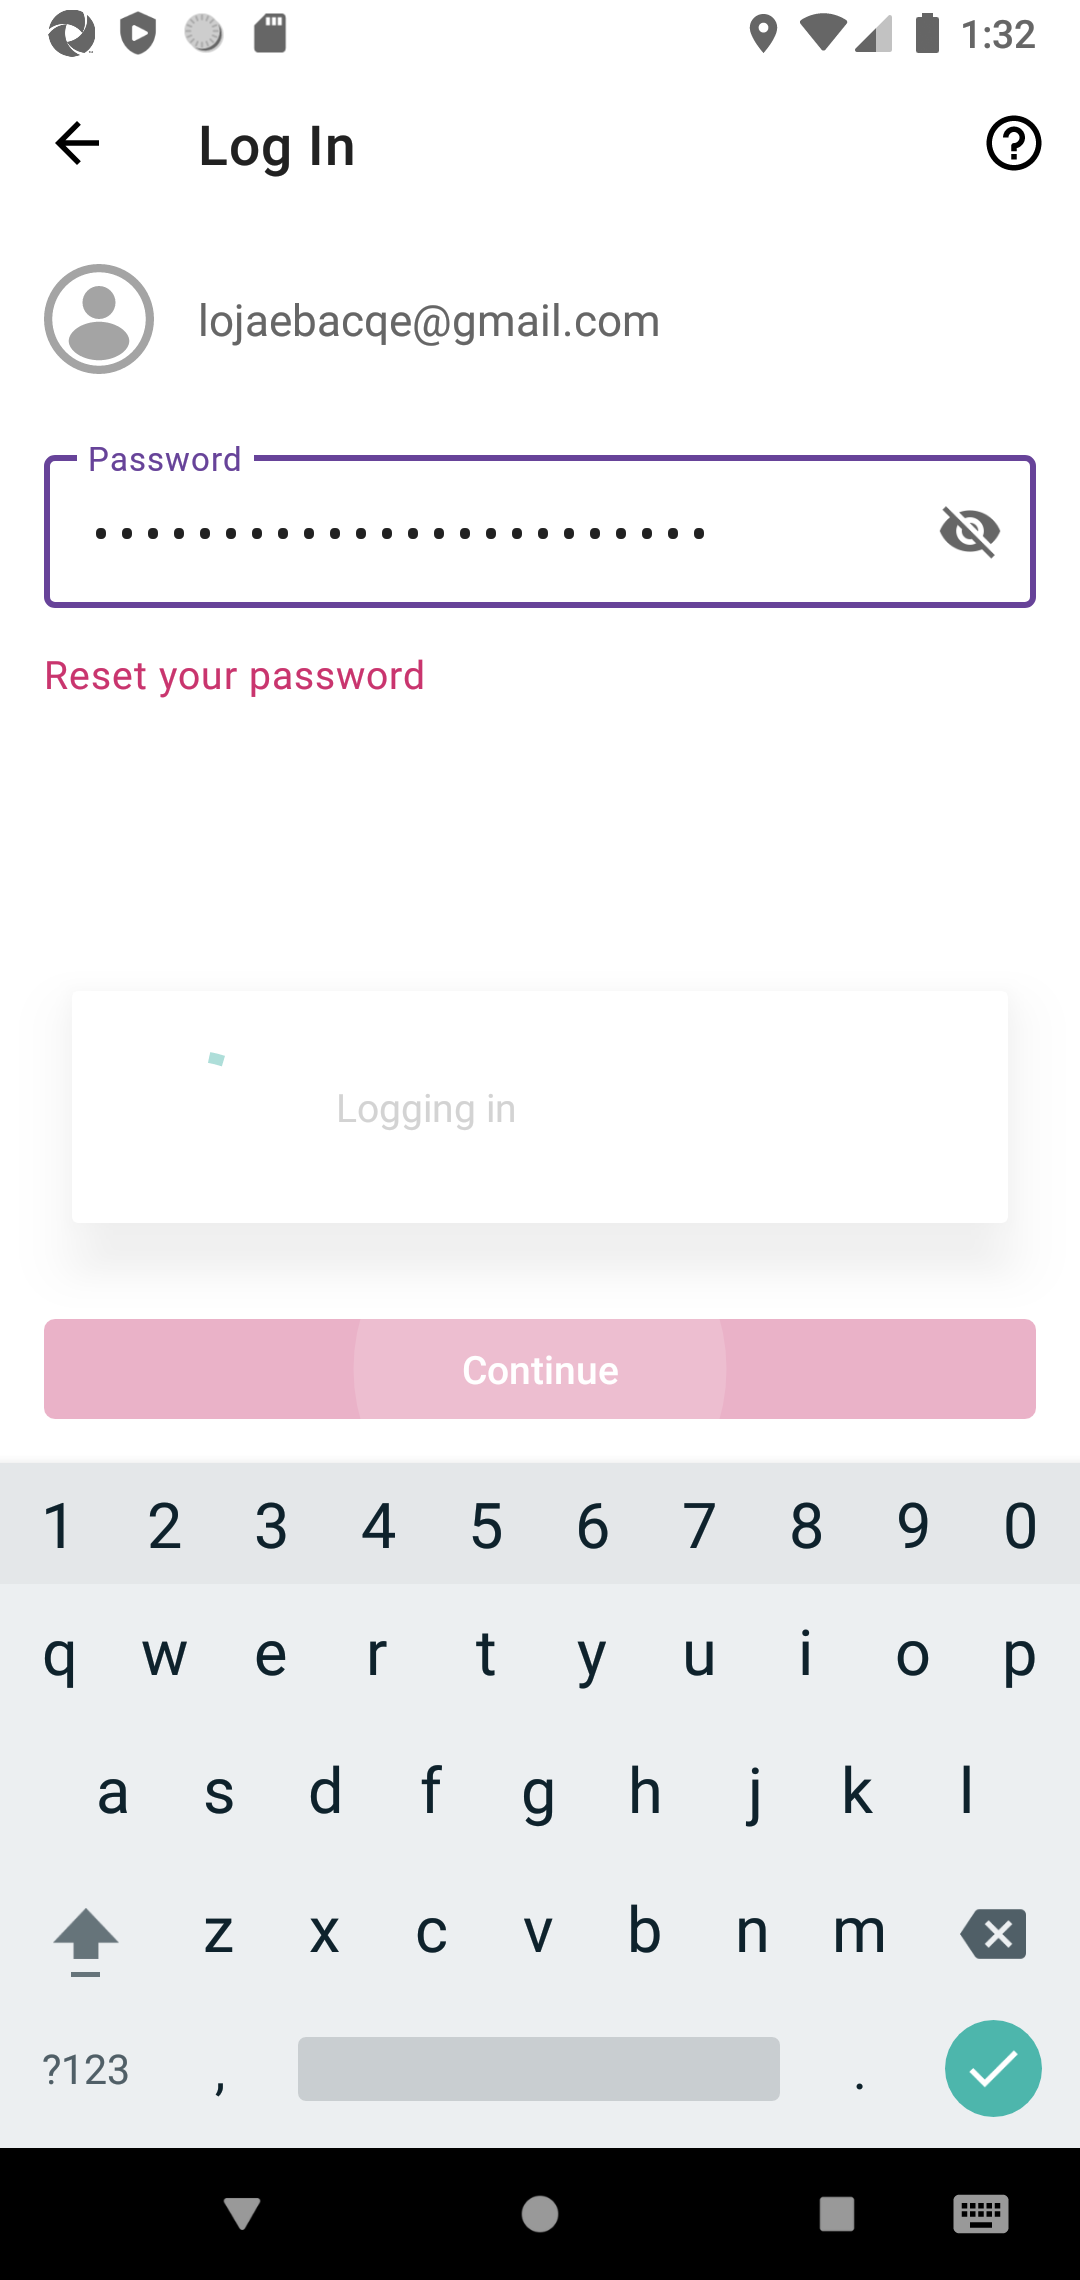 1:32
Log In
lojaebacqe@gmail.com
Password
••••••••••••••••••••••••
Reset your password
Logging in
Continue
1 2 3 4 5 6 7 8 9 0
q w e r t y u i o p
a s d f g h j k l
z x c v b n m
?123 , .